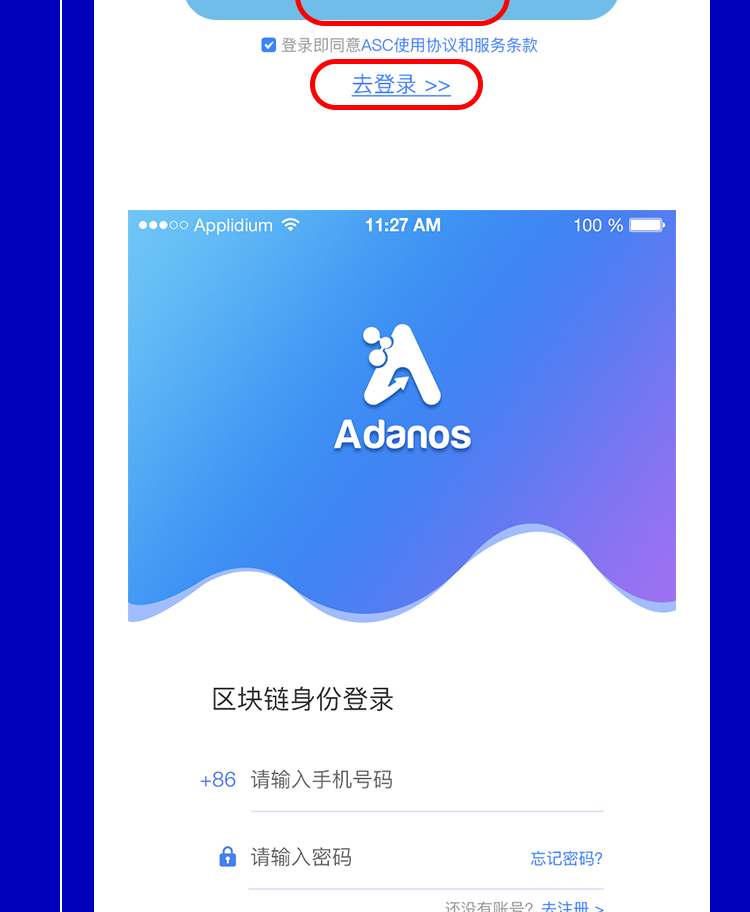 登录即同意ASC使用协议和服务条款
去登录 >>
Applidium 11:27 AM 100 %
Adanos
区块链身份登录
+86 请输入手机号码
请输入密码 忘记密码?
还没有账号? 去注册 >